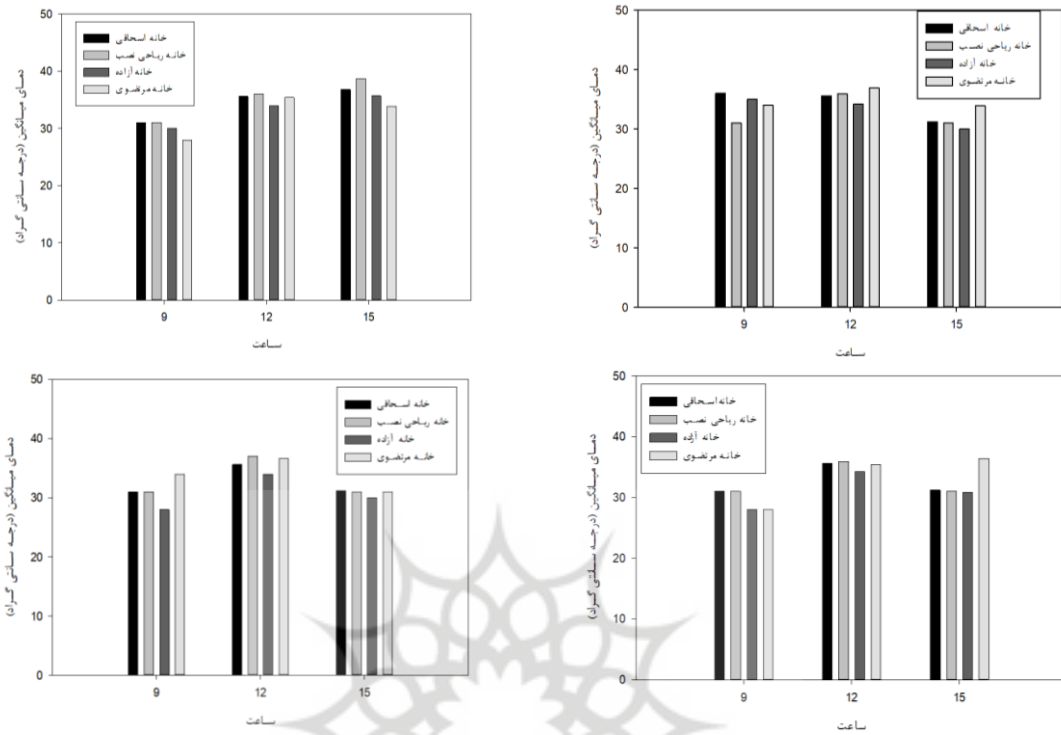 50
40
30
20
10
0
دمای میانگین (درجه سانتی گراد)
خانه اسحاقی
خانه ریاحی نصب
خانه آزاده
خانه مرتضوی
9 12 15
ساعت
50
40
30
20
10
0
دمای میانگین (درجه سانتی گراد)
خانه اسحاقی
خانه ریاحی نصب
خانه آزاده
خانه مرتضوی
9 12 15
ساعت
50
40
30
20
10
0
دمای میانگین (درجه سانتی گراد)
خانه اسحاقی
خانه ریاحی نصب
خانه آزاده
خانه مرتضوی
9 12 15
ساعت
50
40
30
20
10
0
دمای میانگین (درجه سانتی گراد)
خانه اسحاقی
خانه ریاحی نصب
خانه آزاده
خانه مرتضوی
9 12 15
ساعت